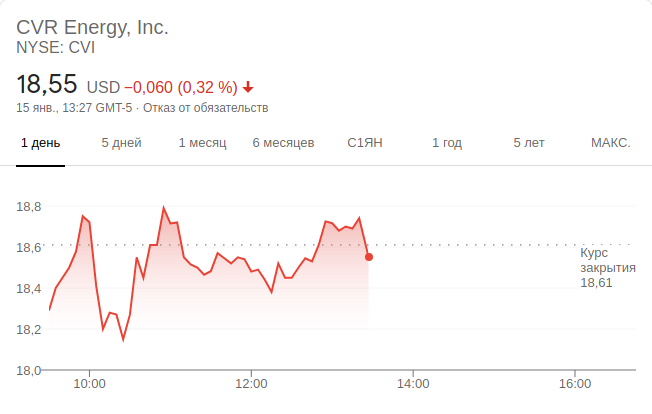 CVR Energy, Inc.
NYSE: CVI
18,55 USD −0,060 (0,32 %)
15 янв., 13:27 GMT-5 · Отказ от обязательств
1 день 5 дней 1 месяц 6 месяцев С1ЯН 1 год 5 лет МАКС.
18,8
18,6
Курс
закрытия
18,61
18,4
18,2
18,0
10:00 12:00 14:00 16:00